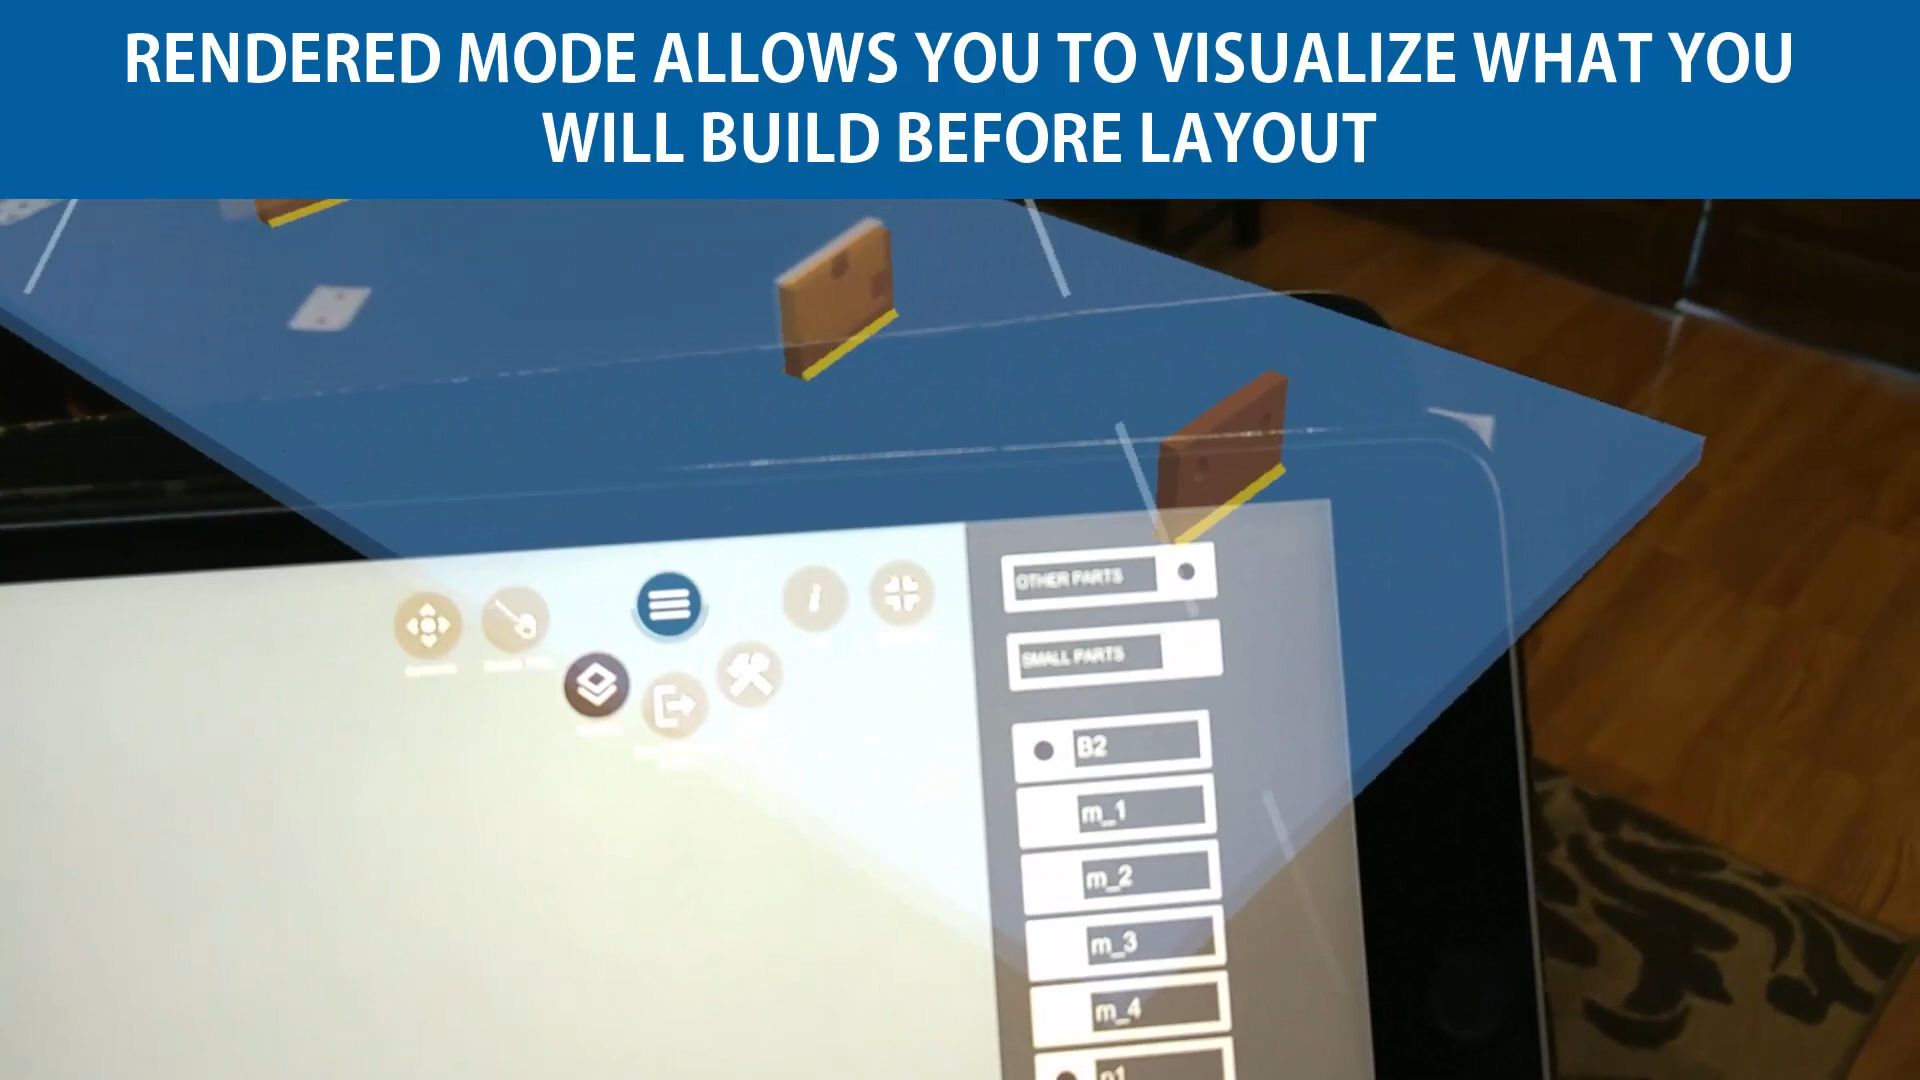 RENDERED MODE ALLOWS YOU TO VISUALIZE WHAT YOU
WILL BUILD BEFORE LAYOUT
OTHER PARTS
SMALL PARTS
B2
m_1
m_2
m_3
m_4